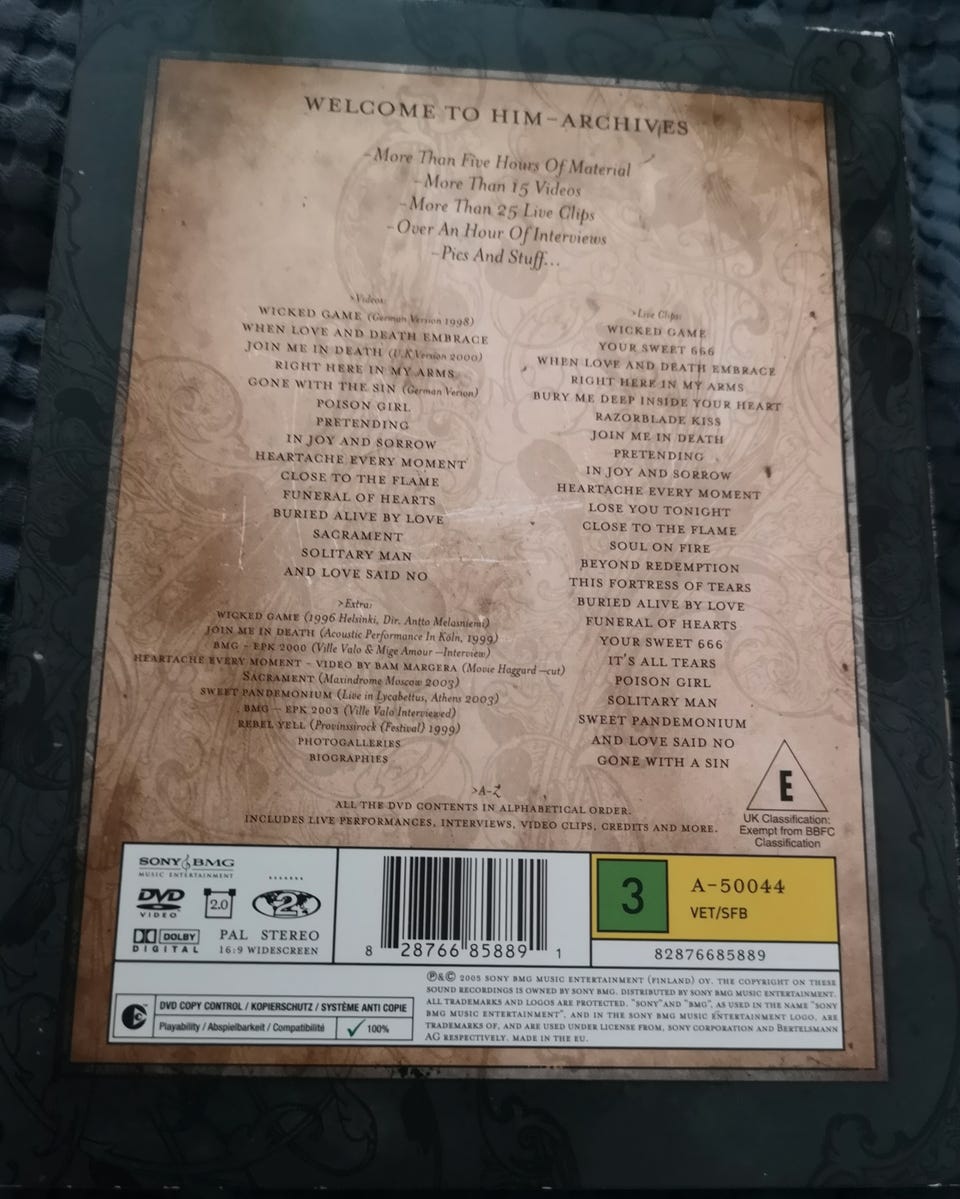 WELCOME TO HIM-ARCHIVES
-More Than Five Hours Of Material
-More Than 15 Videos
-More Than 25 Live Clips
-Over An Hour Of Interviews
-Pics And Stuff...
>Videos:
WICKED GAME (German Version 1998)
WHEN LOVE AND DEATH EMBRACE
JOIN ME IN DEATH (U.K Version 2000)
RIGHT HERE IN MY ARMS
GONE WITH THE SIN (German Verion)
POISON GIRL
PRETENDING
IN JOY AND SORROW
HEARTACHE EVERY MOMENT
CLOSE TO THE FLAME
FUNERAL OF HEARTS
BURIED ALIVE BY LOVE
SACRAMENT
SOLITARY MAN
AND LOVE SAID NO
>Extra:
WICKED GAME (1996 Helsinki, Dir. Antto Melasniemi)
JOIN ME IN DEATH (Acoustic Performance In Köln, 1999)
BMG - EPK 2000 (Ville Valo & Mige Amour -Interview)
HEARTACHE EVERY MOMENT - VIDEO BY BAM MARGERA (Movie Haggard -cut)
SACRAMENT (Maxindrome Moscow 2003)
SWEET PANDEMONIUM (Live in Lycabettus, Athens 2003)
BMG - EPK 2003 (Ville Valo Interviewed)
REBEL YELL (Provinssirock (Festival) 1999)
PHOTOGALLERIES
BIOGRAPHIES
>Live Clips:
WICKED GAME
YOUR SWEET 666
WHEN LOVE AND DEATH EMBRACE
RIGHT HERE IN MY ARMS
BURY ME DEEP INSIDE YOUR HEART
RAZORBLADE KISS
JOIN ME IN DEATH
PRETENDING
IN JOY AND SORROW
HEARTACHE EVERY MOMENT
LOSE YOU TONIGHT
CLOSE TO THE FLAME
SOUL ON FIRE
BEYOND REDEMPTION
THIS FORTRESS OF TEARS
BURIED ALIVE BY LOVE
FUNERAL OF HEARTS
YOUR SWEET 666
IT'S ALL TEARS
POISON GIRL
SOLITARY MAN
SWEET PANDEMONIUM
AND LOVE SAID NO
GONE WITH A SIN
>A-Z
ALL THE DVD CONTENTS IN ALPHABETICAL ORDER.
INCLUDES LIVE PERFORMANCES, INTERVIEWS, VIDEO CLIPS, CREDITS AND MORE.
E
UK Classification:
Exempt from BBFC
Classification
SONY BMG
MUSIC ENTERTAINMENT
DVD VIDEO 2.0 2
DOLBY DIGITAL
PAL STEREO
16:9 WIDESCREEN
8 28766 85889 1
3
A-50044
VET/SFB
82876685889
DVD COPY CONTROL / KOPIERSCHUTZ / SYSTÈME ANTI COPIE
Playability / Abspielbarkeit / Compatibilité 100%
℗&© 2005 SONY BMG MUSIC ENTERTAINMENT (FINLAND) OY. THE COPYRIGHT ON THESE
SOUND RECORDINGS IS OWNED BY SONY BMG. DISTRIBUTED BY SONY BMG MUSIC ENTERTAINMENT.
ALL TRADEMARKS AND LOGOS ARE PROTECTED. "SONY" AND "BMG", AS USED IN THE NAME "SONY
BMG MUSIC ENTERTAINMENT", AND IN THE SONY BMG MUSIC ENTERTAINMENT LOGO, ARE
TRADEMARKS OF, AND ARE USED UNDER LICENSE FROM, SONY CORPORATION AND BERTELSMANN
AG RESPECTIVELY. MADE IN THE EU.